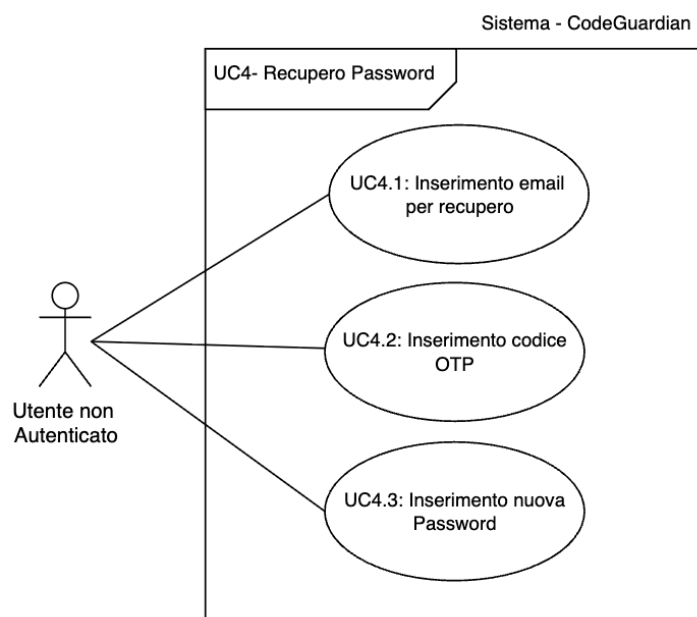 Sistema - CodeGuardian
UC4- Recupero Password
UC4.1: Inserimento email
per recupero
UC4.2: Inserimento codice
OTP
Utente non
Autenticato
UC4.3: Inserimento nuova
Password